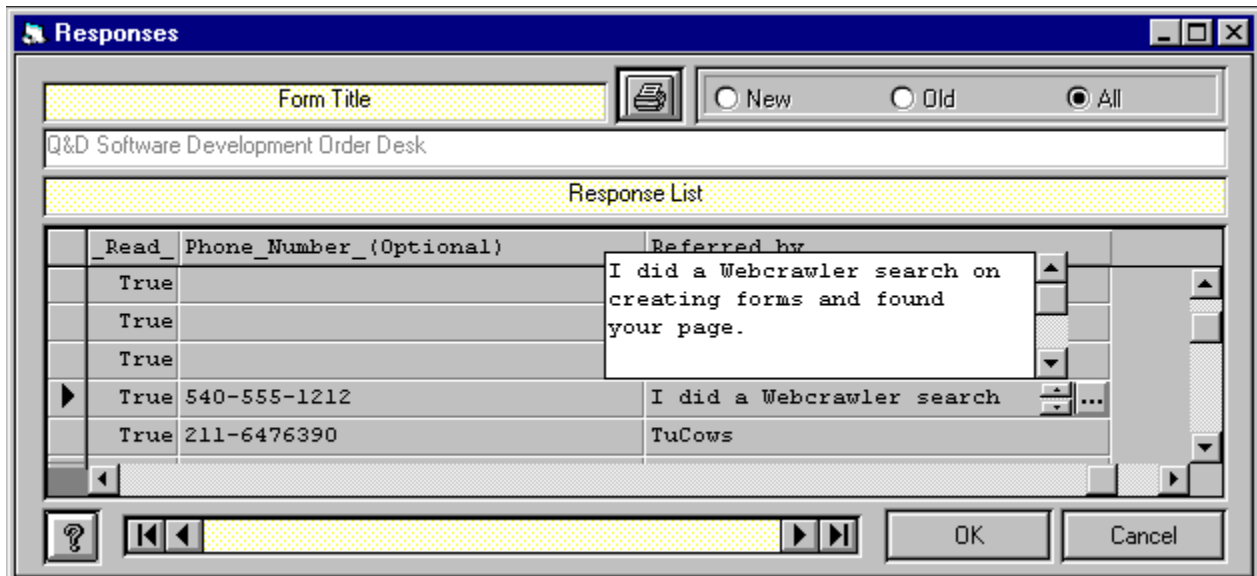 Responses
Form Title
New Old All
Q&D Software Development Order Desk
Response List
_Read_ Phone_Number_(Optional) Referred_by
True
True
True
I did a Webcrawler search on
creating forms and found
your page.
True 540-555-1212 I did a Webcrawler search ...
True 211-6476390 TuCows
? OK Cancel